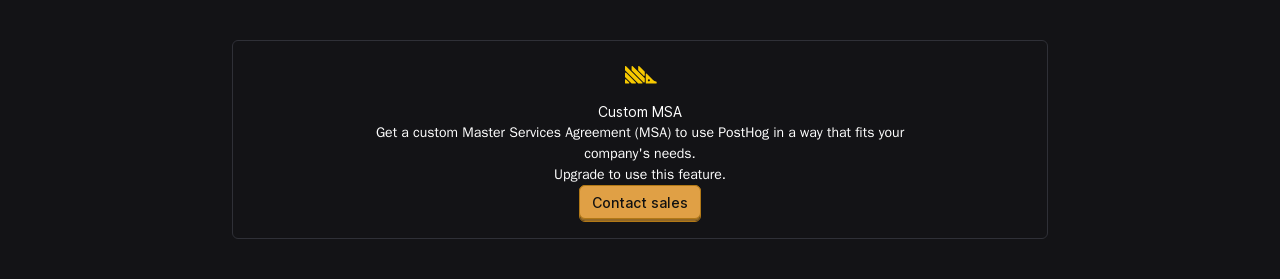 Custom MSA
Get a custom Master Services Agreement (MSA) to use PostHog in a way that fits your
company's needs.
Upgrade to use this feature.
Contact sales